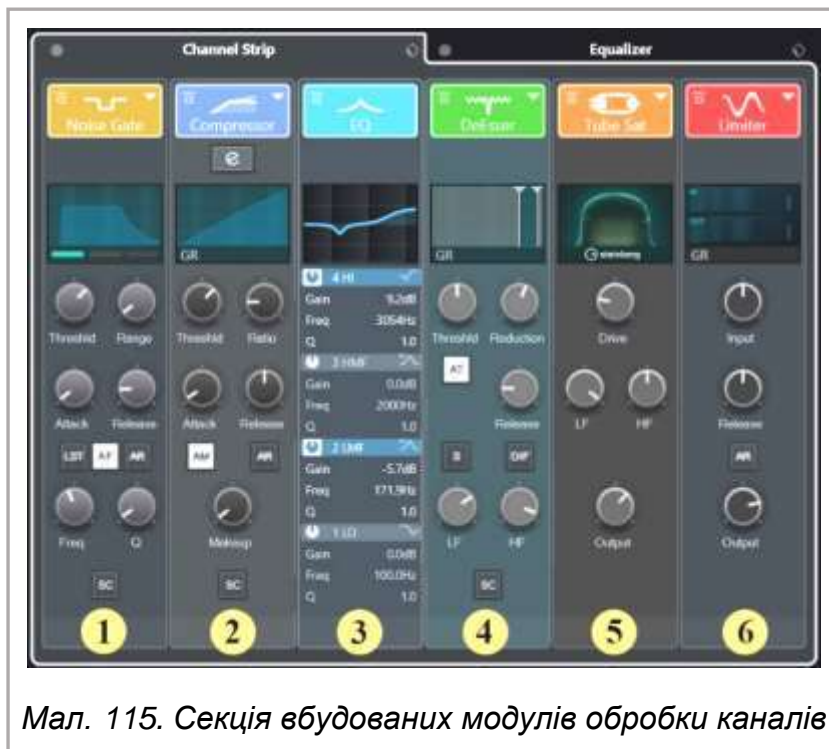 Channel Strip
Equalizer
Noise Gate
Compressor
EQ
DeEsser
Tube Sat
Limiter
e
GR
GR
steinberg
GR
4 HI
Gain 9.2dB
Freq 3054Hz
Q 1.0
3 HMF
Gain 0.0dB
Freq 2000Hz
Q 1.0
2 LMF
Gain -5.7dB
Freq 171.9Hz
Q 1.0
1 LO
Gain 0.0dB
Freq 100.0Hz
Q 1.0
Threshld Range
Attack Release
LST AF AR
Freq Q
SC
Threshld Ratio
Attack Release
AM AR
Makeup
SC
Threshld Reduction
AT
Release
S DIF
LF HF
SC
Drive
LF HF
Output
Input
Release
AR
Output
1 2 3 4 5 6
Мал. 115. Секція вбудованих модулів обробки каналів